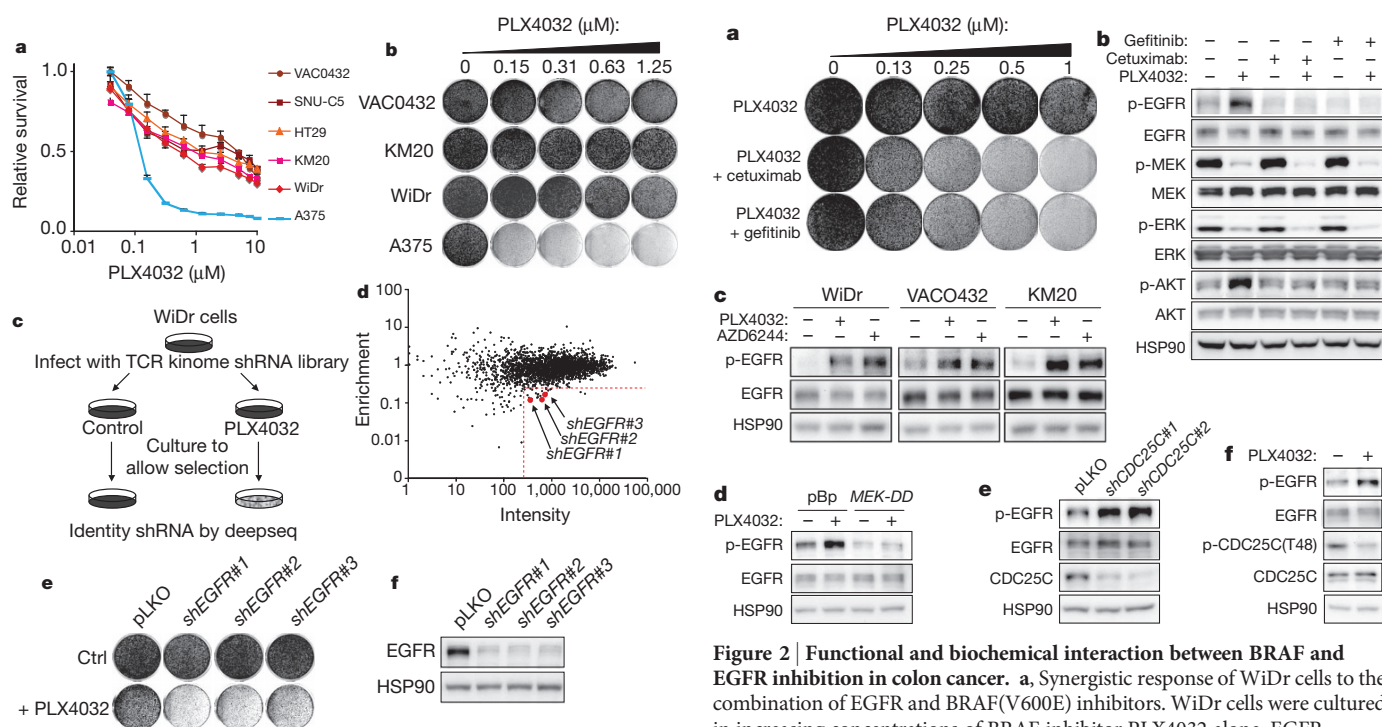 a
Relative survival
1.0
0.5
0.0
0.01 0.1 1 10
PLX4032 (µM)
VAC0432
SNU-C5
HT29
KM20
WiDr
A375
b
PLX4032 (µM):
0 0.15 0.31 0.63 1.25
VAC0432
KM20
WiDr
A375
c
WiDr cells
Infect with TCR kinome shRNA library
Control PLX4032
Culture to
allow selection
Identity shRNA by deepseq
d
Enrichment
100
10
1
0.1
0.01
0
1 10 100 1,000 10,000 100,000
Intensity
shEGFR#3
shEGFR#2
shEGFR#1
e
pLKO shEGFR#1 shEGFR#2 shEGFR#3
Ctrl
+ PLX4032
f
pLKO shEGFR#1 shEGFR#2 shEGFR#3
EGFR
HSP90
a
PLX4032 (µM):
0 0.13 0.25 0.5 1
PLX4032
PLX4032
+ cetuximab
PLX4032
+ gefitinib
b
Gefitinib: – – – – + +
Cetuximab: – – + + – –
PLX4032: – + – + – +
p-EGFR
EGFR
p-MEK
MEK
p-ERK
ERK
p-AKT
AKT
HSP90
c
WiDr VACO432 KM20
PLX4032: – + – – + – – + –
AZD6244: – – + – – + – – +
p-EGFR
EGFR
HSP90
d
pBp MEK-DD
PLX4032: – + – +
p-EGFR
EGFR
HSP90
e
pLKO shCDC25C#1 shCDC25C#2
p-EGFR
EGFR
CDC25C
HSP90
f
PLX4032: – +
p-EGFR
EGFR
p-CDC25C(T48)
CDC25C
HSP90
Figure 2 | Functional and biochemical interaction between BRAF and
EGFR inhibition in colon cancer. a, Synergistic response of WiDr cells to the
combination of EGFR and BRAF(V600E) inhibitors. WiDr cells were cultured
in increasing concentrations of BRAF inhibitor PLX4032 alone, EGFR